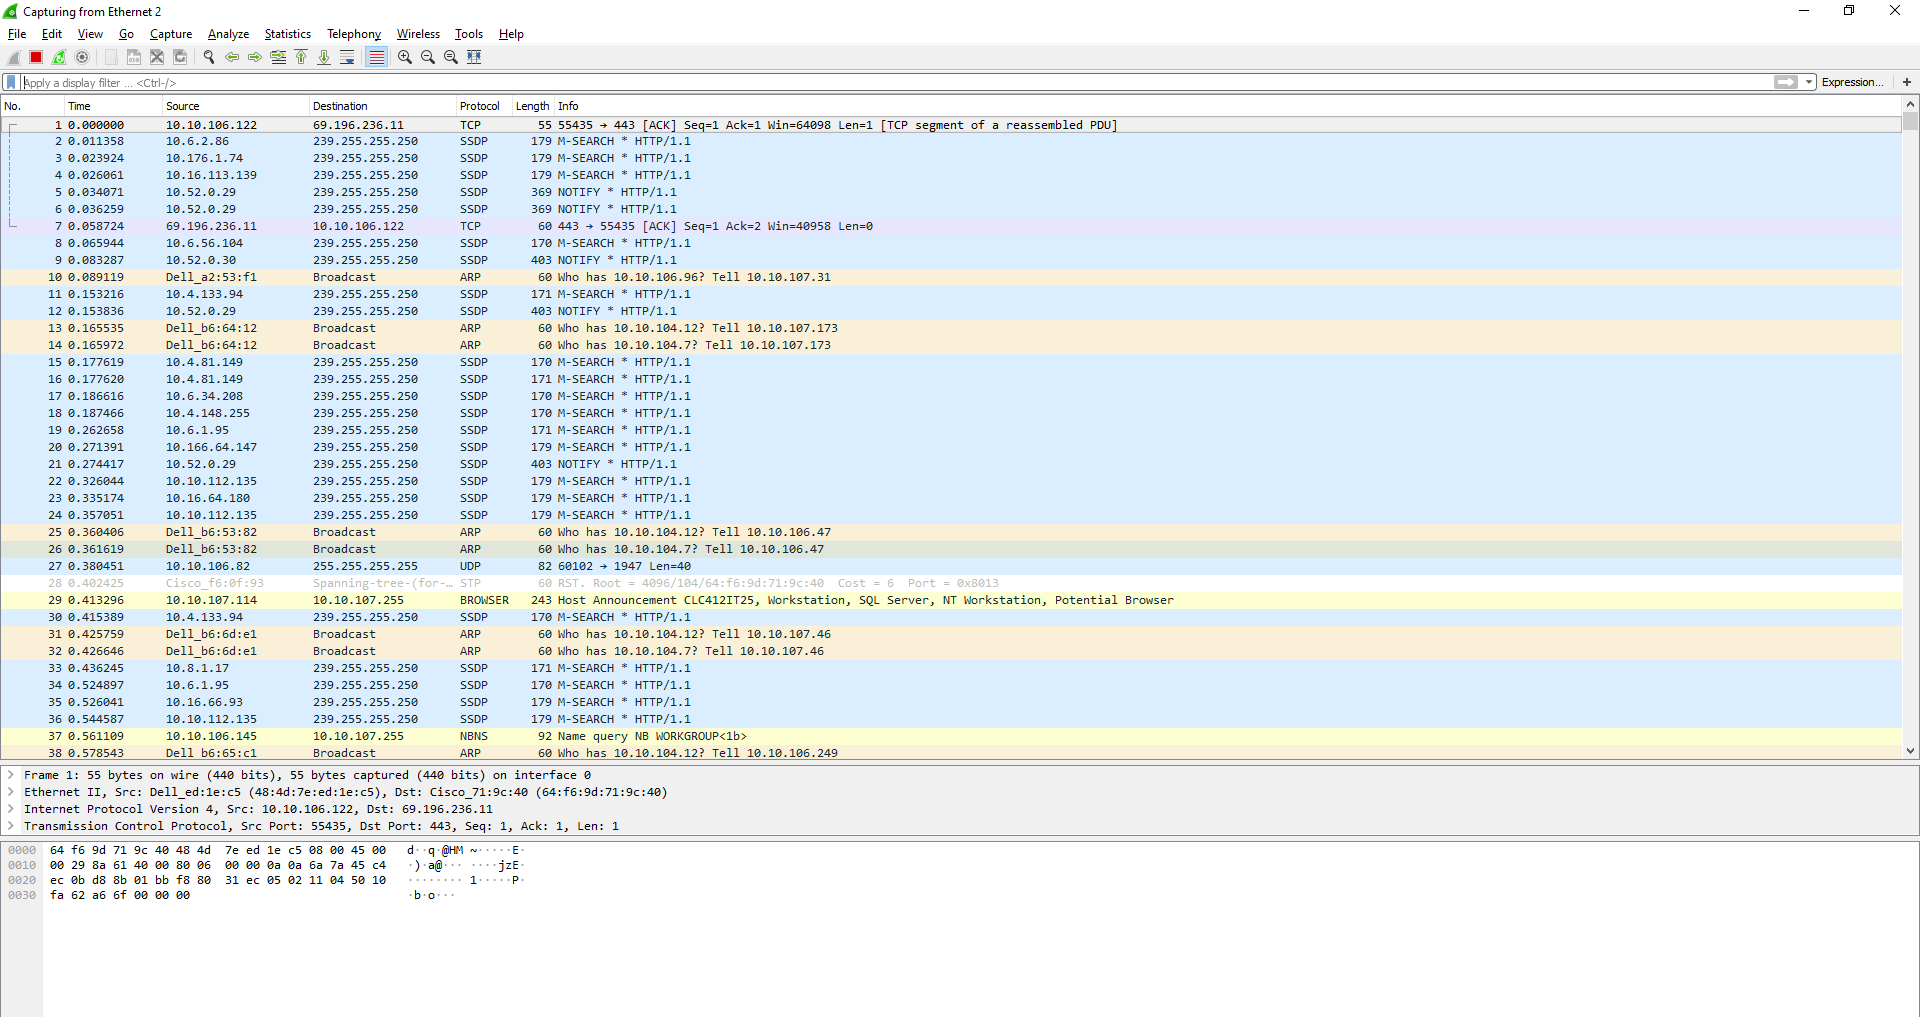 Capturing from Ethernet 2
File Edit View Go Capture Analyze Statistics Telephony Wireless Tools Help
Apply a display filter ... <Ctrl-/> Expression... +
No. Time Source Destination Protocol Length Info
1 0.000000 10.10.106.122 69.196.236.11 TCP 55 55435 → 443 [ACK] Seq=1 Ack=1 Win=64098 Len=1 [TCP segment of a reassembled PDU]
2 0.011358 10.6.2.86 239.255.255.250 SSDP 179 M-SEARCH * HTTP/1.1
3 0.023924 10.176.1.74 239.255.255.250 SSDP 179 M-SEARCH * HTTP/1.1
4 0.026061 10.16.113.139 239.255.255.250 SSDP 179 M-SEARCH * HTTP/1.1
5 0.034071 10.52.0.29 239.255.255.250 SSDP 369 NOTIFY * HTTP/1.1
6 0.036259 10.52.0.29 239.255.255.250 SSDP 369 NOTIFY * HTTP/1.1
7 0.058724 69.196.236.11 10.10.106.122 TCP 60 443 → 55435 [ACK] Seq=1 Ack=2 Win=40958 Len=0
8 0.065944 10.6.56.104 239.255.255.250 SSDP 170 M-SEARCH * HTTP/1.1
9 0.083287 10.52.0.30 239.255.255.250 SSDP 403 NOTIFY * HTTP/1.1
10 0.089119 Dell_a2:53:f1 Broadcast ARP 60 Who has 10.10.106.96? Tell 10.10.107.31
11 0.153216 10.4.133.94 239.255.255.250 SSDP 171 M-SEARCH * HTTP/1.1
12 0.153836 10.52.0.29 239.255.255.250 SSDP 403 NOTIFY * HTTP/1.1
13 0.165535 Dell_b6:64:12 Broadcast ARP 60 Who has 10.10.104.12? Tell 10.10.107.173
14 0.165972 Dell_b6:64:12 Broadcast ARP 60 Who has 10.10.104.7? Tell 10.10.107.173
15 0.177619 10.4.81.149 239.255.255.250 SSDP 170 M-SEARCH * HTTP/1.1
16 0.177620 10.4.81.149 239.255.255.250 SSDP 171 M-SEARCH * HTTP/1.1
17 0.186616 10.6.34.208 239.255.255.250 SSDP 170 M-SEARCH * HTTP/1.1
18 0.187466 10.4.148.255 239.255.255.250 SSDP 170 M-SEARCH * HTTP/1.1
19 0.262658 10.6.1.95 239.255.255.250 SSDP 171 M-SEARCH * HTTP/1.1
20 0.271391 10.166.64.147 239.255.255.250 SSDP 179 M-SEARCH * HTTP/1.1
21 0.274417 10.52.0.29 239.255.255.250 SSDP 403 NOTIFY * HTTP/1.1
22 0.326044 10.10.112.135 239.255.255.250 SSDP 179 M-SEARCH * HTTP/1.1
23 0.335174 10.16.64.180 239.255.255.250 SSDP 179 M-SEARCH * HTTP/1.1
24 0.357051 10.10.112.135 239.255.255.250 SSDP 179 M-SEARCH * HTTP/1.1
25 0.360406 Dell_b6:53:82 Broadcast ARP 60 Who has 10.10.104.12? Tell 10.10.106.47
26 0.361619 Dell_b6:53:82 Broadcast ARP 60 Who has 10.10.104.7? Tell 10.10.106.47
27 0.380451 10.10.106.82 255.255.255.255 UDP 82 60102 → 1947 Len=40
28 0.402425 Cisco_f6:0f:93 Spanning-tree-(for-… STP 60 RST. Root = 4096/104/64:f6:9d:71:9c:40 Cost = 6 Port = 0x8013
29 0.413296 10.10.107.114 10.10.107.255 BROWSER 243 Host Announcement CLC412IT25, Workstation, SQL Server, NT Workstation, Potential Browser
30 0.415389 10.4.133.94 239.255.255.250 SSDP 170 M-SEARCH * HTTP/1.1
31 0.425759 Dell_b6:6d:e1 Broadcast ARP 60 Who has 10.10.104.12? Tell 10.10.107.46
32 0.426646 Dell_b6:6d:e1 Broadcast ARP 60 Who has 10.10.104.7? Tell 10.10.107.46
33 0.436245 10.8.1.17 239.255.255.250 SSDP 171 M-SEARCH * HTTP/1.1
34 0.524897 10.6.1.95 239.255.255.250 SSDP 170 M-SEARCH * HTTP/1.1
35 0.526041 10.16.66.93 239.255.255.250 SSDP 179 M-SEARCH * HTTP/1.1
36 0.544587 10.10.112.135 239.255.255.250 SSDP 179 M-SEARCH * HTTP/1.1
37 0.561109 10.10.106.145 10.10.107.255 NBNS 92 Name query NB WORKGROUP<1b>
38 0.578543 Dell_b6:65:c1 Broadcast ARP 60 Who has 10.10.104.12? Tell 10.10.106.249
Frame 1: 55 bytes on wire (440 bits), 55 bytes captured (440 bits) on interface 0
Ethernet II, Src: Dell_ed:1e:c5 (48:4d:7e:ed:1e:c5), Dst: Cisco_71:9c:40 (64:f6:9d:71:9c:40)
Internet Protocol Version 4, Src: 10.10.106.122, Dst: 69.196.236.11
Transmission Control Protocol, Src Port: 55435, Dst Port: 443, Seq: 1, Ack: 1, Len: 1
0000 64 f6 9d 71 9c 40 48 4d 7e ed 1e c5 08 00 45 00 d··q·@HM ~·····E·
0010 00 29 8a 61 40 00 80 06 00 00 0a 0a 6a 7a 45 c4 ·)·a@··· ····jzE·
0020 ec 0b d8 8b 01 bb f8 80 31 ec 05 02 11 04 50 10 ········ 1·····P·
0030 fa 62 a6 6f 00 00 00 ·b·o···